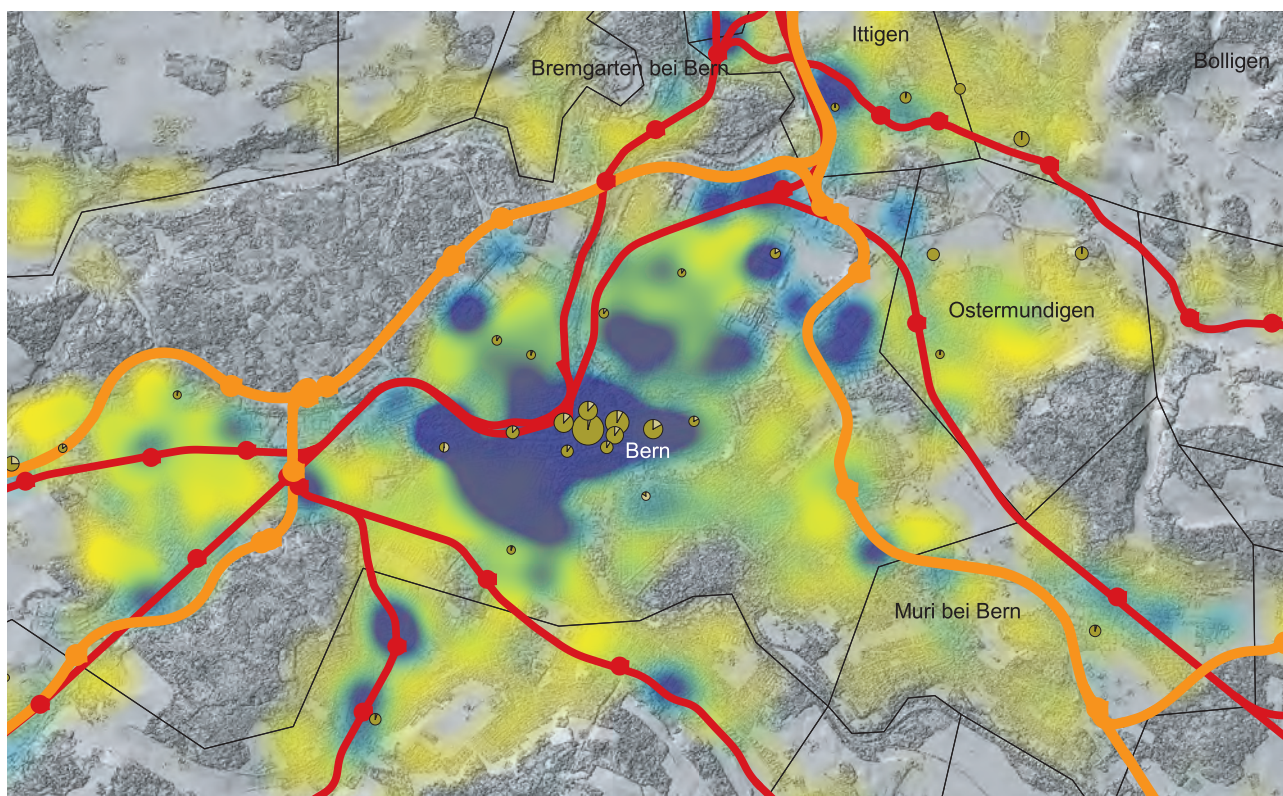 Ittigen
Bremgarten bei Bern
Bolligen
Ostermundigen
Bern
Muri bei Bern